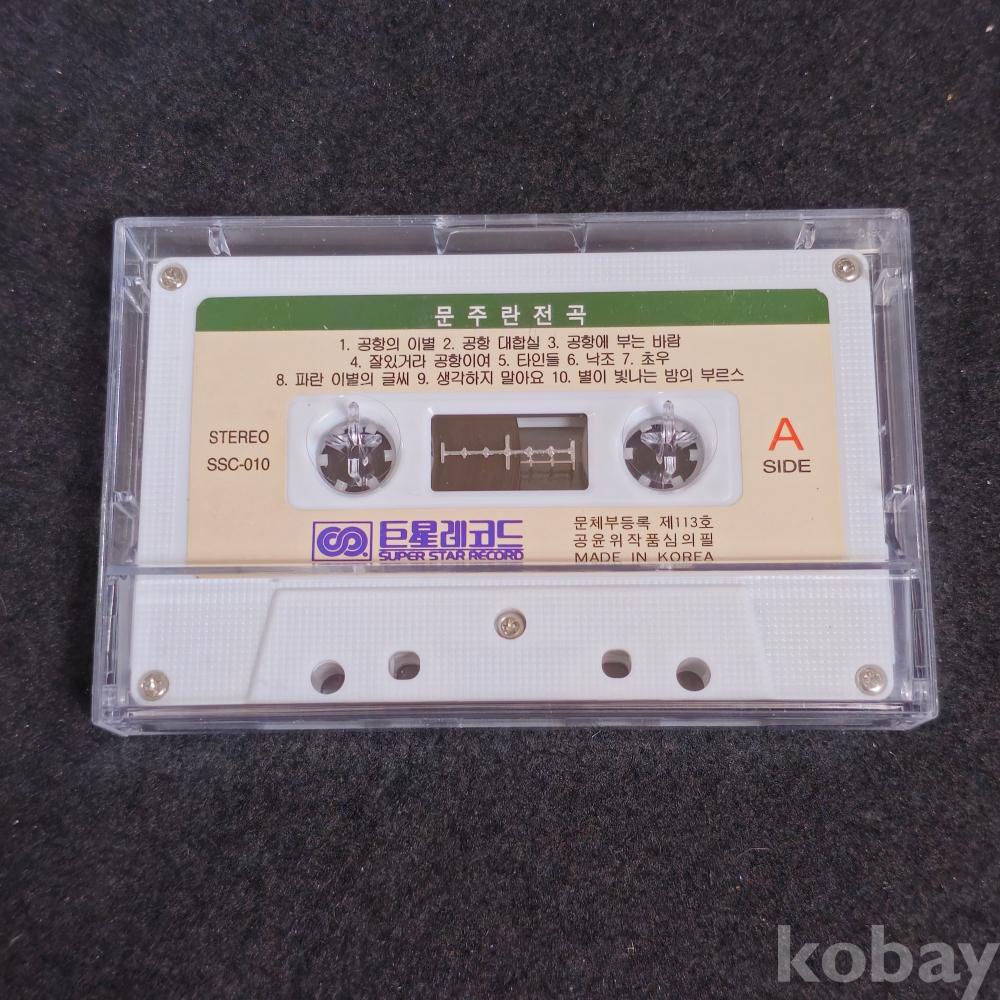 문주란전곡
1. 공항의 이별 2. 공항 대합실 3. 공항에 부는 바람
4. 잘있거라 공항이여 5. 타인들 6. 낙조 7. 초우
8. 파란 이별의 글씨 9. 생각하지 말아요 10. 별이 빛나는 밤의 부르스
STEREO
SSC-010
A
SIDE
巨星레코드
SUPER STAR RECORD
문체부등록 제113호
공윤위작품심의필
MADE IN KOREA
kobay